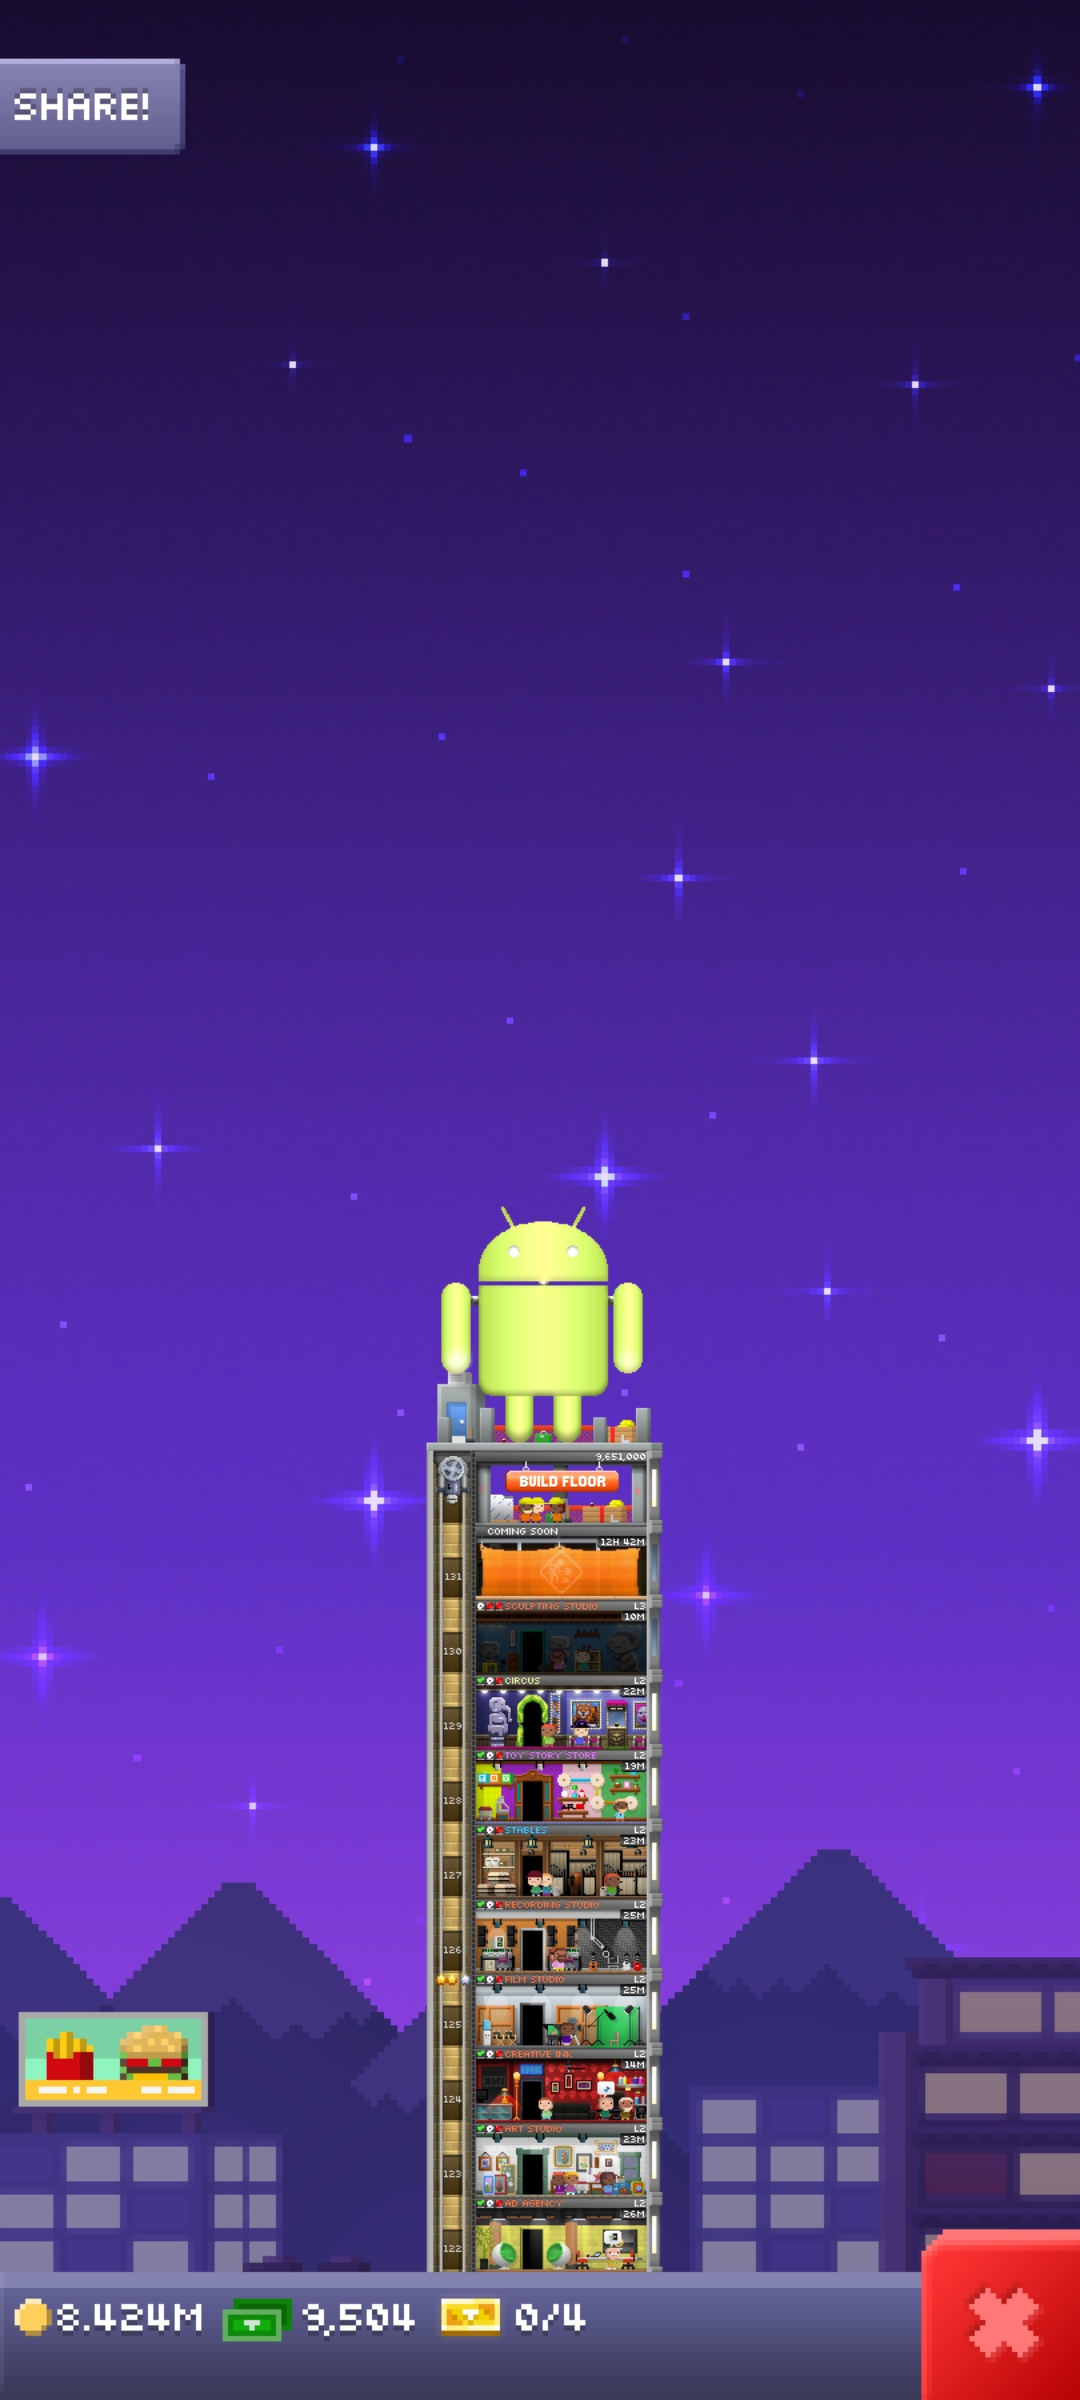 SHARE!
9,651,000
BUILD FLOOR
COMING SOON
12H 42M
131
SCULPTING STUDIO L3
10M
130
CIRCUS L2
22M
129
TOY STORY STORE L2
19M
128
STABLES L2
23M
127
RECORDING STUDIO L2
25M
126
FILM STUDIO L2
25M
125
CREATIVE INK L2
14M
INK
124
ART STUDIO L2
23M
123
AD AGENCY L2
26M
122
8.424M 9,504 0/4